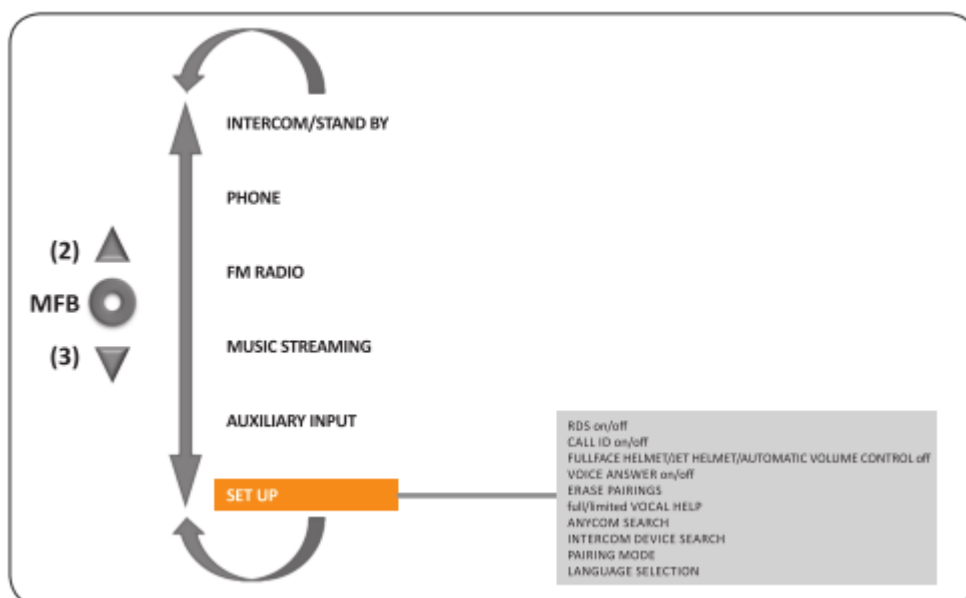 INTERCOM/STAND BY
PHONE
(2)
FM RADIO
MFB
MUSIC STREAMING
(3)
AUXILIARY INPUT
SET UP
RDS on/off
CALL ID on/off
FULLFACE HELMET/JET HELMET/AUTOMATIC VOLUME CONTROL off
VOICE ANSWER on/off
ERASE PAIRINGS
full/limited VOCAL HELP
ANYCOM SEARCH
INTERCOM DEVICE SEARCH
PAIRING MODE
LANGUAGE SELECTION